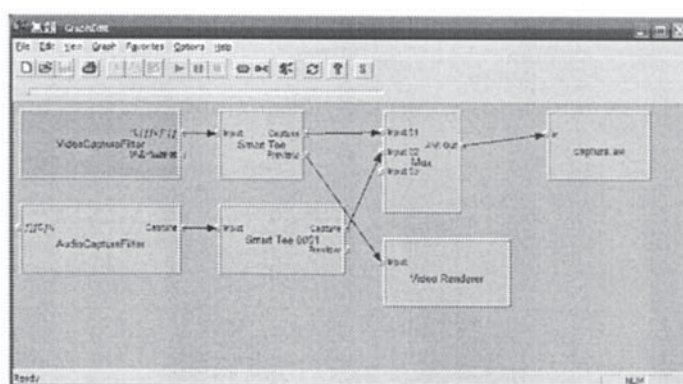 GraphEdit
File Edit View Graph Favorites Options Help
VideoCaptureFilter
Input Capture
Smart Tee
Preview
Input 01
Input 02
Input 03
Mux
AVI Out
in
capture.avi
AudioCaptureFilter
Capture
Input Capture
Smart Tee 0001
Preview
Input
Video Renderer
Ready
NUM